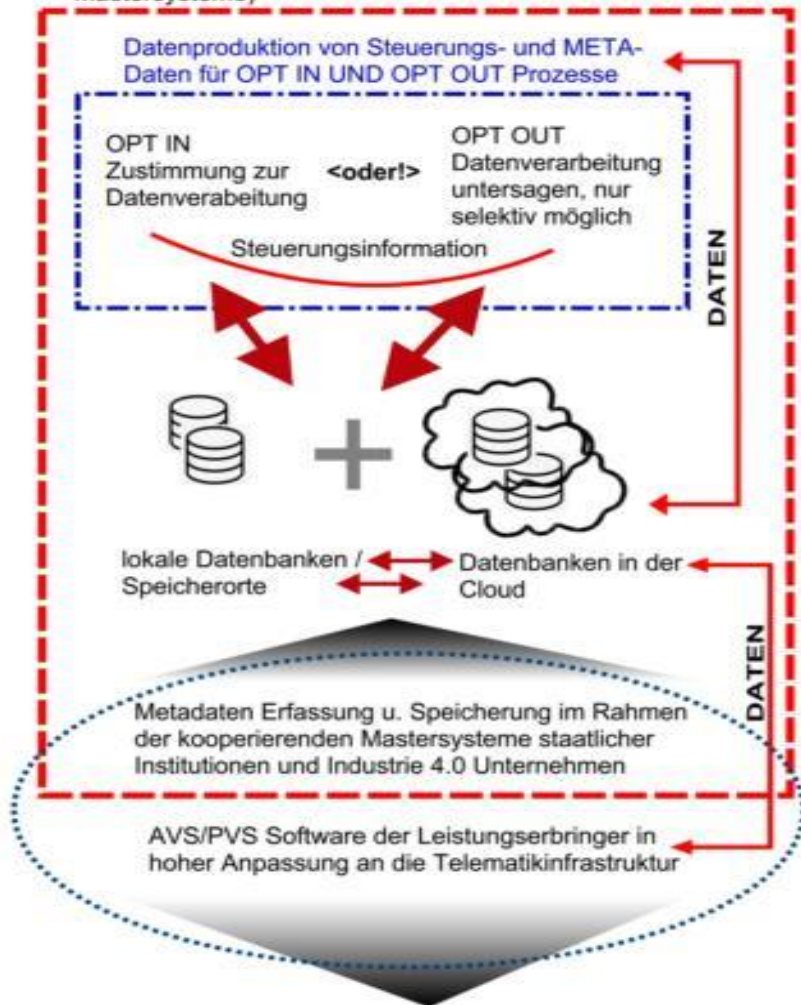 Datenproduktion von Steuerungs- und META-
Daten für OPT IN UND OPT OUT Prozesse
OPT IN
Zustimmung zur
Datenverabeitung
<oder!>
OPT OUT
Datenverarbeitung
untersagen, nur
selektiv möglich
Steuerungsinformation
DATEN
lokale Datenbanken /
Speicherorte
Datenbanken in der
Cloud
DATEN
Metadaten Erfassung u. Speicherung im Rahmen
der kooperierenden Mastersysteme staatlicher
Institutionen und Industrie 4.0 Unternehmen
AVS/PVS Software der Leistungserbringer in
hoher Anpassung an die Telematikinfrastruktur